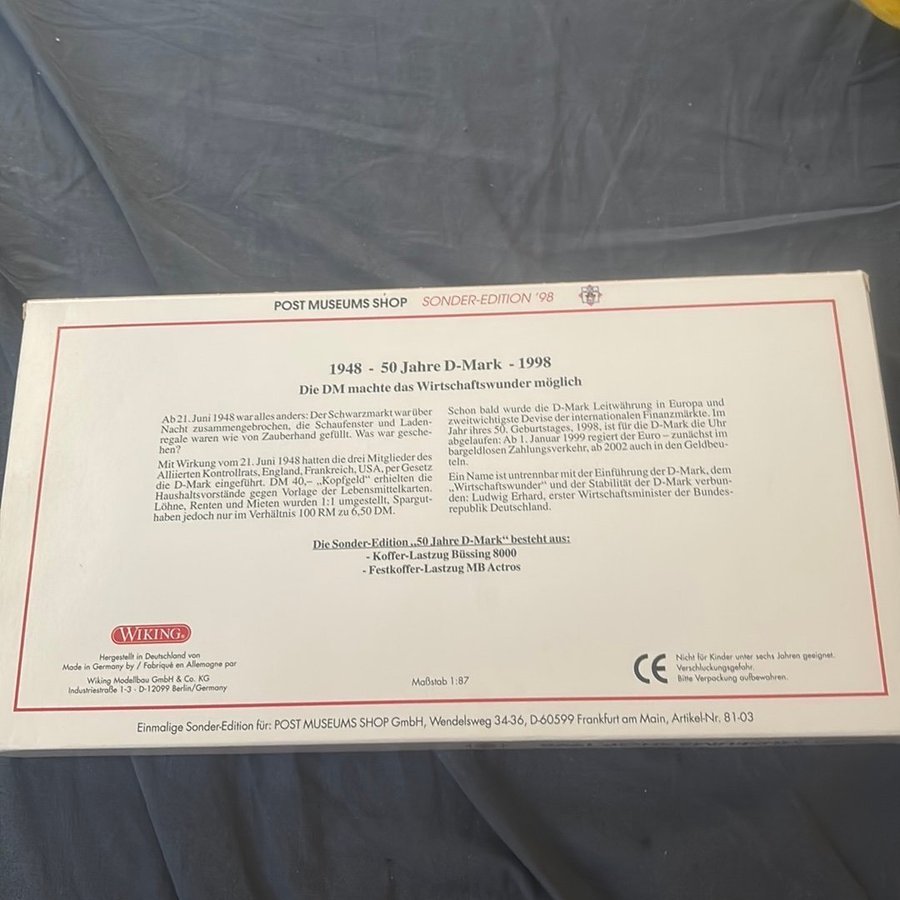 POST MUSEUMS SHOP SONDER-EDITION '98
1948 - 50 Jahre D-Mark - 1998
Die DM machte das Wirtschaftswunder möglich
Ab 21. Juni 1948 war alles anders: Der Schwarzmarkt war über
Nacht zusammengebrochen, die Schaufenster und Laden-
regale waren wie von Zauberhand gefüllt. Was war gesche-
hen?
Mit Wirkung vom 21. Juni 1948 hatten die drei Mitglieder des
Alliierten Kontrollrats, England, Frankreich, USA, per Gesetz
die D-Mark eingeführt. DM 40,– „Kopfgeld“ erhielten die
Haushaltsvorstände gegen Vorlage der Lebensmittelkarten.
Löhne, Renten und Mieten wurden 1:1 umgestellt, Spargut-
haben jedoch nur im Verhältnis 100 RM zu 6,50 DM.
Schon bald wurde die D-Mark Leitwährung in Europa und
zweitwichtigste Devise der internationalen Finanzmärkte. Im
Jahr ihres 50. Geburtstages, 1998, ist für die D-Mark die Uhr
abgelaufen: Ab 1. Januar 1999 regiert der Euro – zunächst im
bargeldlosen Zahlungsverkehr, ab 2002 auch in den Geldbeu-
teln.
Ein Name ist untrennbar mit der Einführung der D-Mark, dem
„Wirtschaftswunder“ und der Stabilität der D-Mark verbun-
den: Ludwig Erhard, erster Wirtschaftsminister der Bundes-
republik Deutschland.
Die Sonder-Edition „50 Jahre D-Mark“ besteht aus:
- Koffer-Lastzug Büssing 8000
- Festkoffer-Lastzug MB Actros
WIKING®
Hergestellt in Deutschland von
Made in Germany by / Fabriqué en Allemagne par
Wiking Modellbau GmbH & Co. KG
Industriestraße 1-3 · D-12099 Berlin/Germany
Maßstab 1:87
CE
Nicht für Kinder unter sechs Jahren geeignet.
Verschluckungsgefahr.
Bitte Verpackung aufbewahren.
Einmalige Sonder-Edition für: POST MUSEUMS SHOP GmbH, Wendelsweg 34-36, D-60599 Frankfurt am Main, Artikel-Nr. 81-03